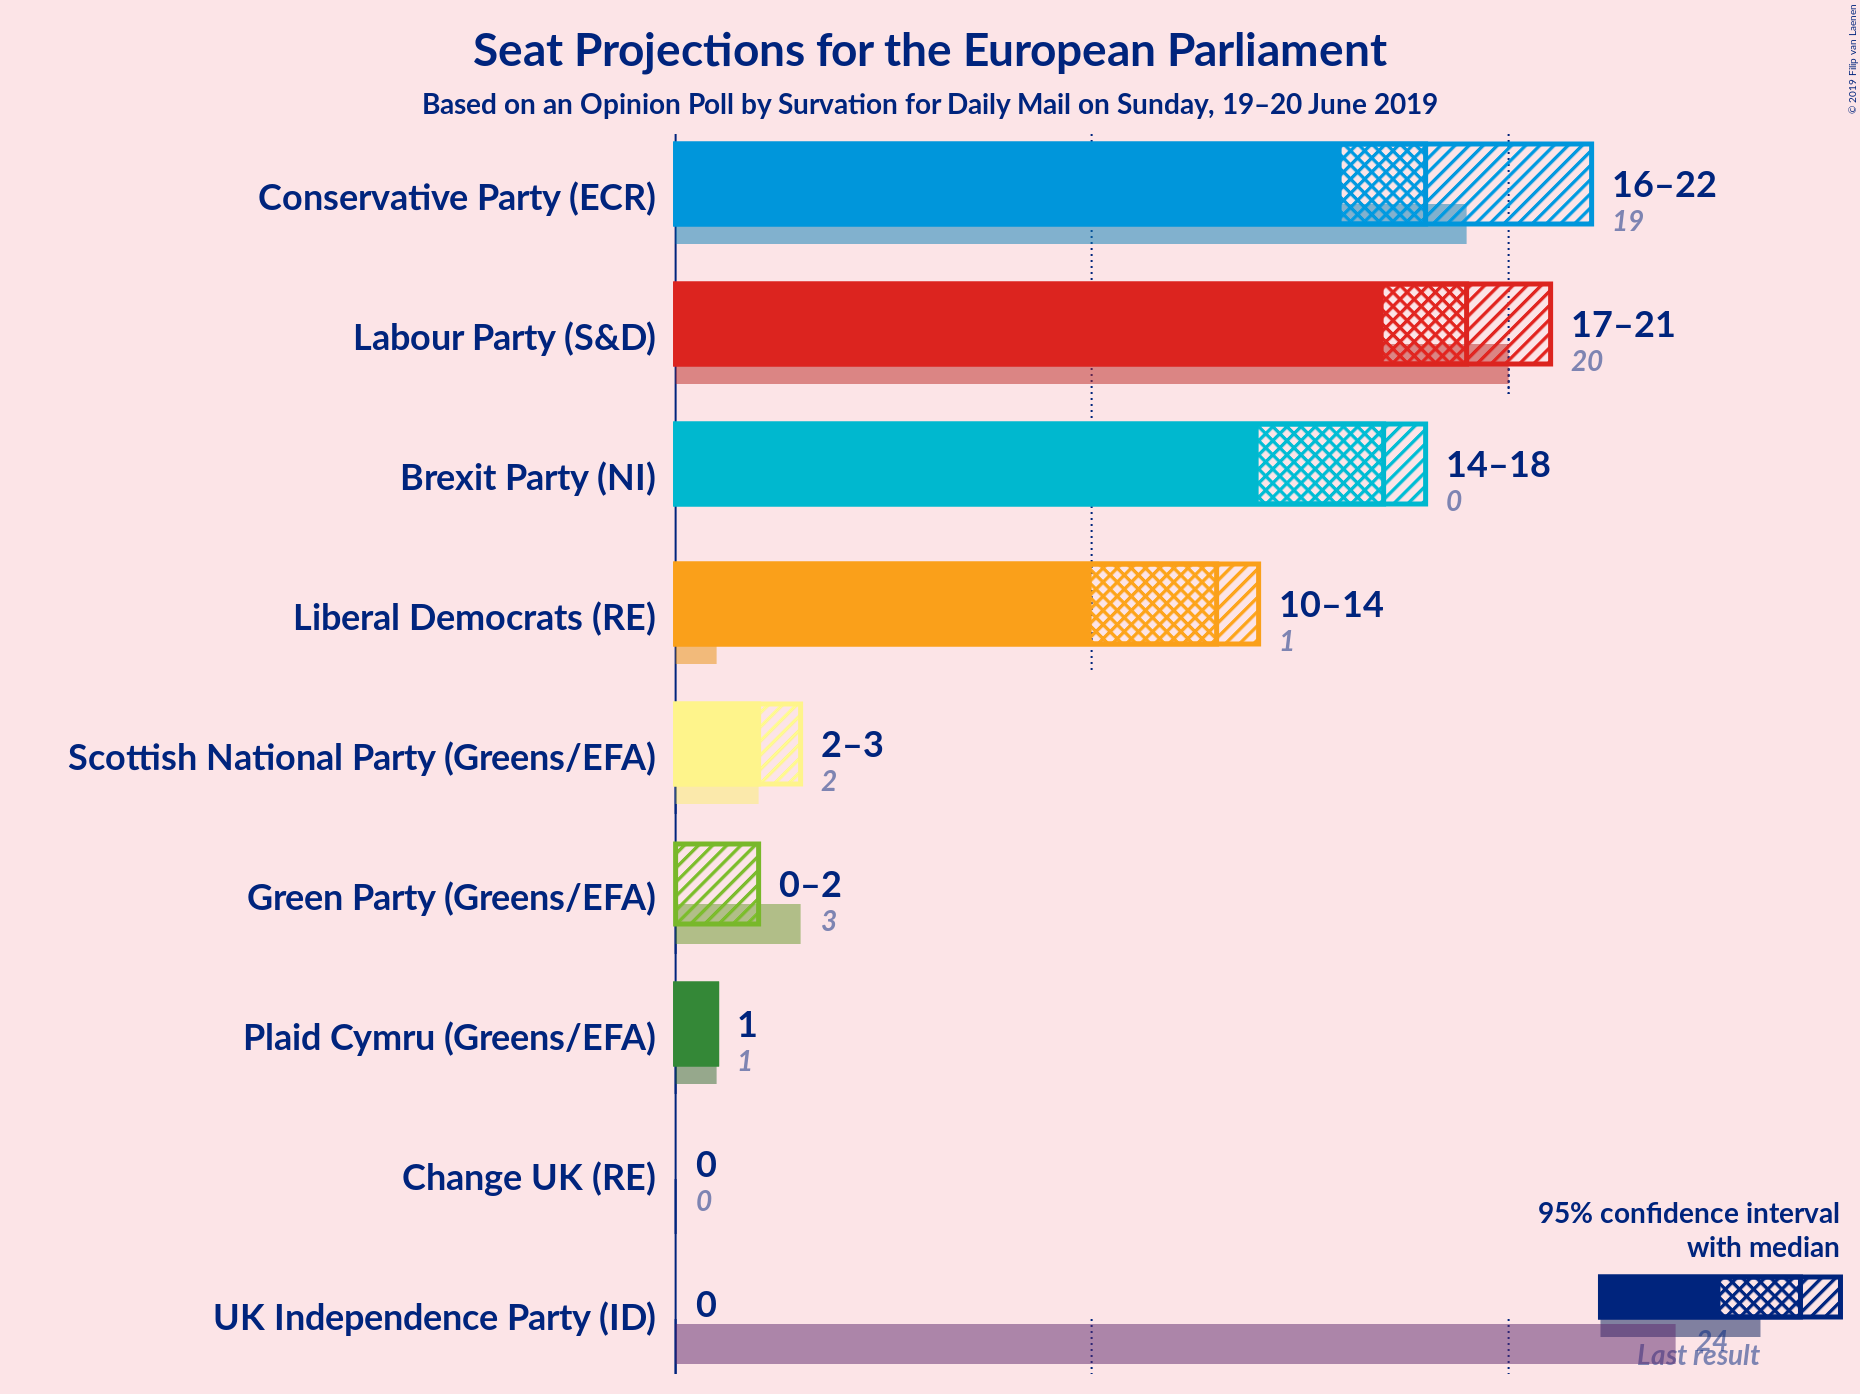 Seat Projections for the European Parliament
Based on an Opinion Poll by Survation for Daily Mail on Sunday, 19–20 June 2019
© 2019 Filip van Laenen
Conservative Party (ECR)
16–22
19
Labour Party (S&D)
17–21
20
Brexit Party (NI)
14–18
0
Liberal Democrats (RE)
10–14
1
Scottish National Party (Greens/EFA)
2–3
2
Green Party (Greens/EFA)
0–2
3
Plaid Cymru (Greens/EFA)
1
1
Change UK (RE)
0
0
UK Independence Party (ID)
0
24
95% confidence interval
with median
Last result